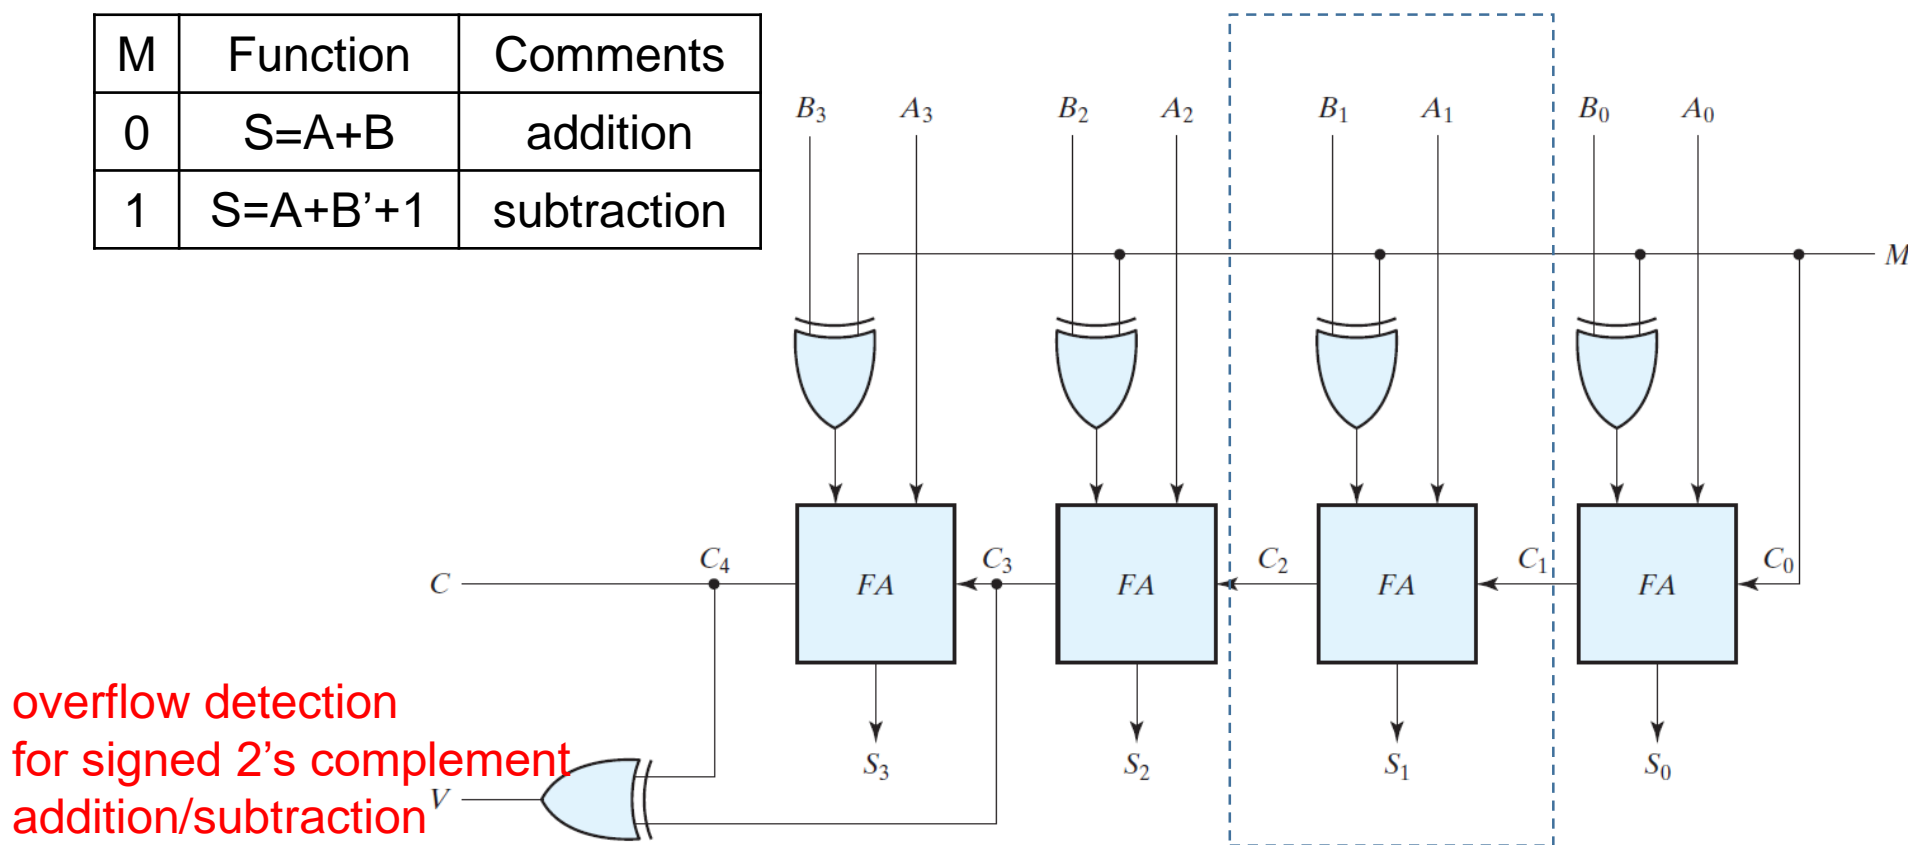 M Function Comments
0 S=A+B addition
1 S=A+B’+1 subtraction
B3 A3 B2 A2 B1 A1 B0 A0
M
C4 C3 C2 C1 C0
C FA FA FA FA
overflow detection
for signed 2’s complement
S3 S2 S1 S0
V
addition/subtraction